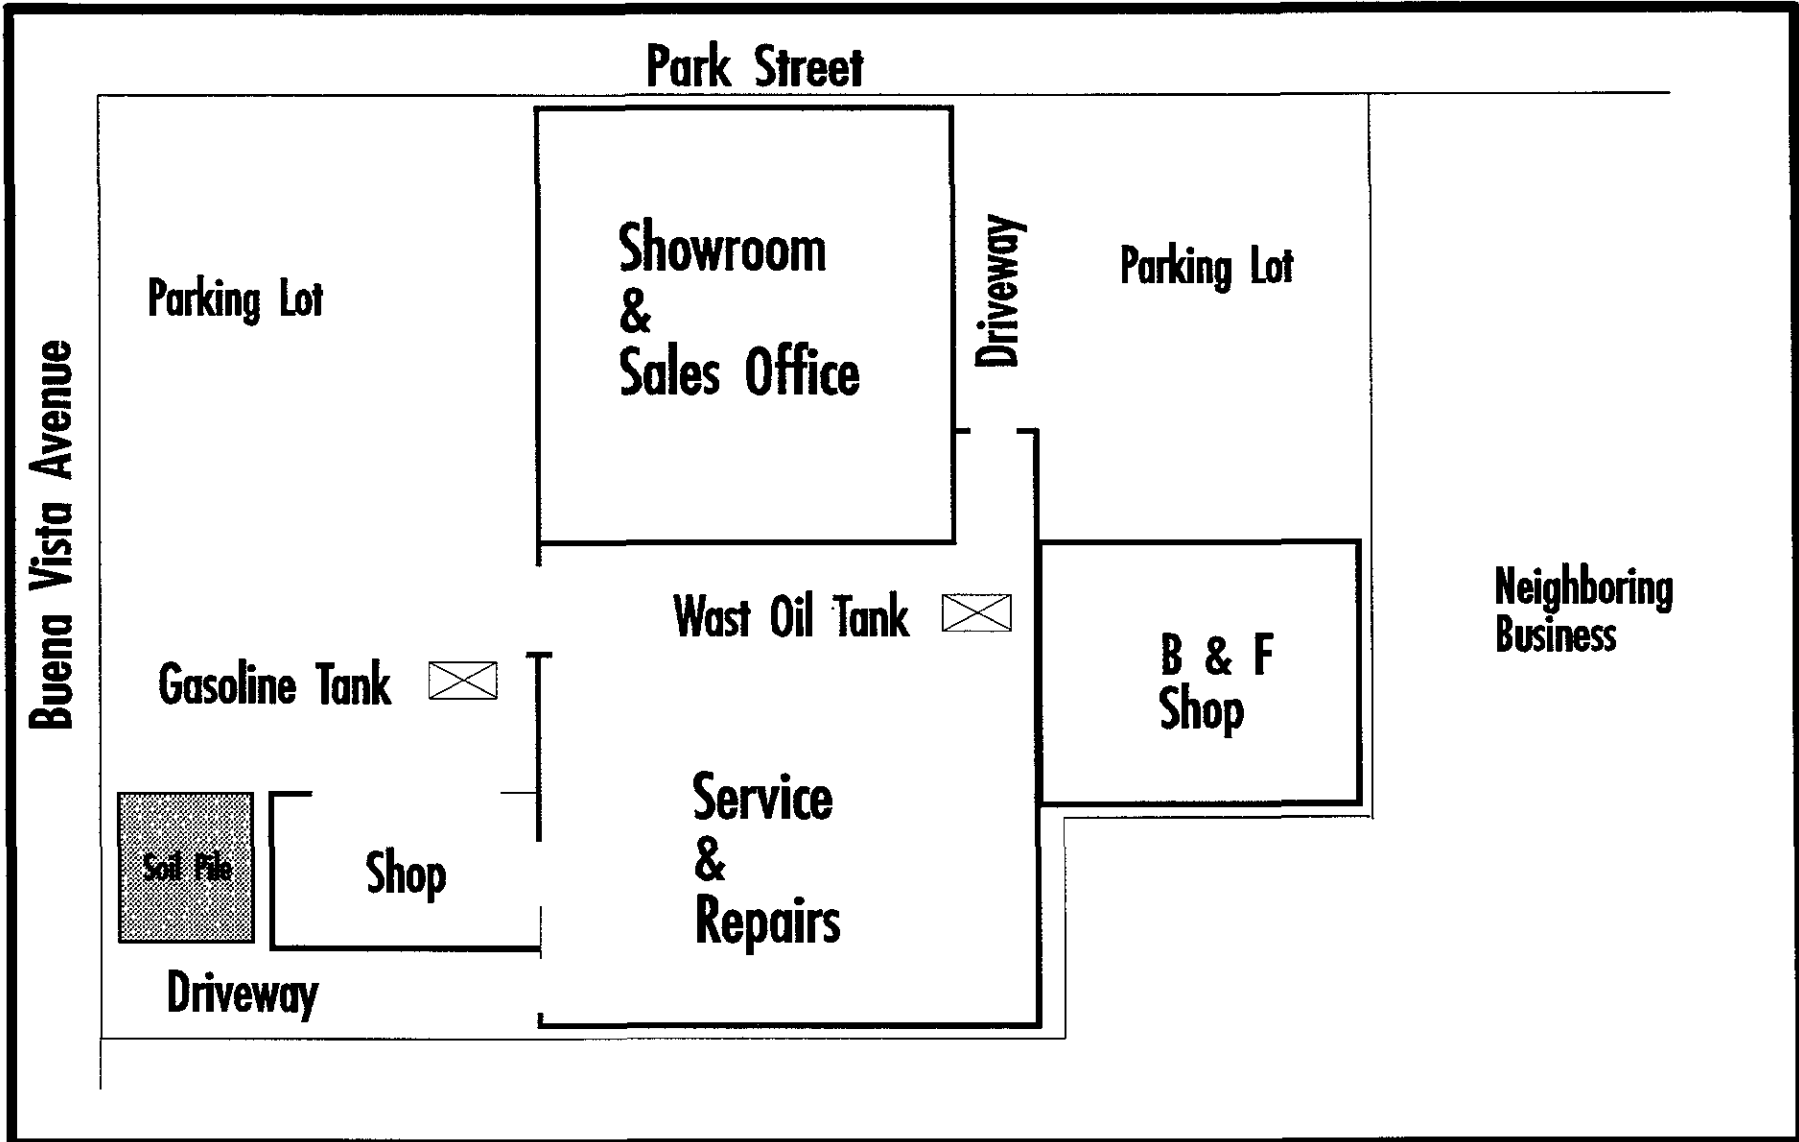 Park Street
Showroom
&
Sales Office
Driveway
Parking Lot
Parking Lot
Buena Vista Avenue
Wast Oil Tank
Gasoline Tank
B & F
Shop
Neighboring
Business
Service
&
Repairs
Soil Pile
Shop
Driveway